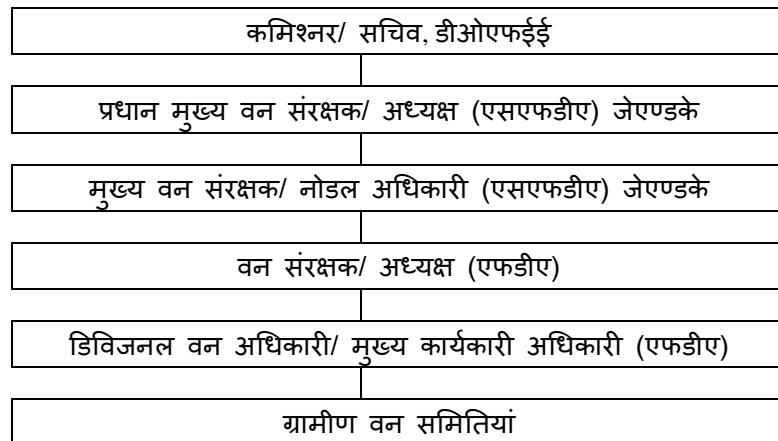 कमिश्नर/ सचिव, डीओएफईई
प्रधान मुख्य वन संरक्षक/ अध्यक्ष (एसएफडीए) जेएण्डके
मुख्य वन संरक्षक/ नोडल अधिकारी (एसएफडीए) जेएण्डके
वन संरक्षक/ अध्यक्ष (एफडीए)
डिविजनल वन अधिकारी/ मुख्य कार्यकारी अधिकारी (एफडीए)
ग्रामीण वन समितियां